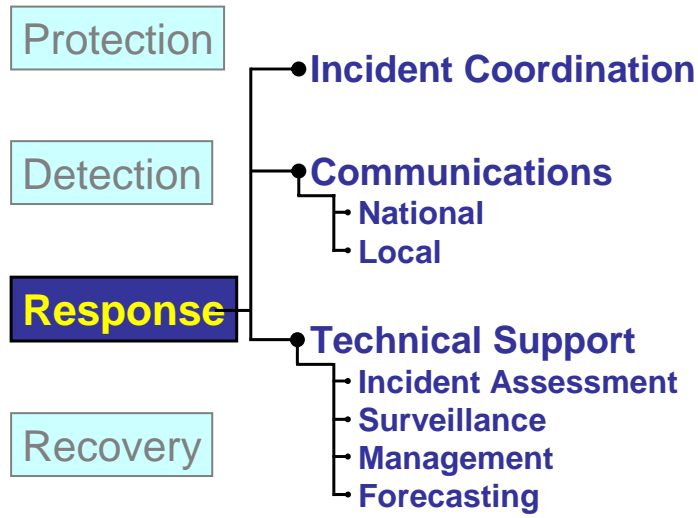 Protection
Detection
Response
Recovery
Incident Coordination
Communications
National
Local
Technical Support
Incident Assessment
Surveillance
Management
Forecasting